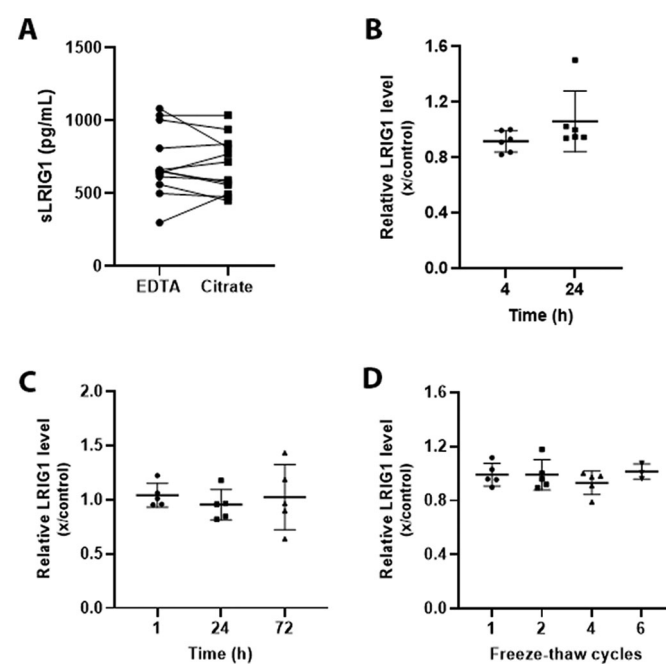 A
sLRIG1 (pg/mL)
1500
1000
500
0
EDTA Citrate
B
Relative LRIG1 level
(x/control)
1.6
1.2
0.8
0.4
0.0
4 24
Time (h)
C
Relative LRIG1 level
(x/control)
2.0
1.5
1.0
0.5
0.0
1 24 72
Time (h)
D
Relative LRIG1 level
(x/control)
1.6
1.2
0.8
0.4
0.0
1 2 4 6
Freeze-thaw cycles